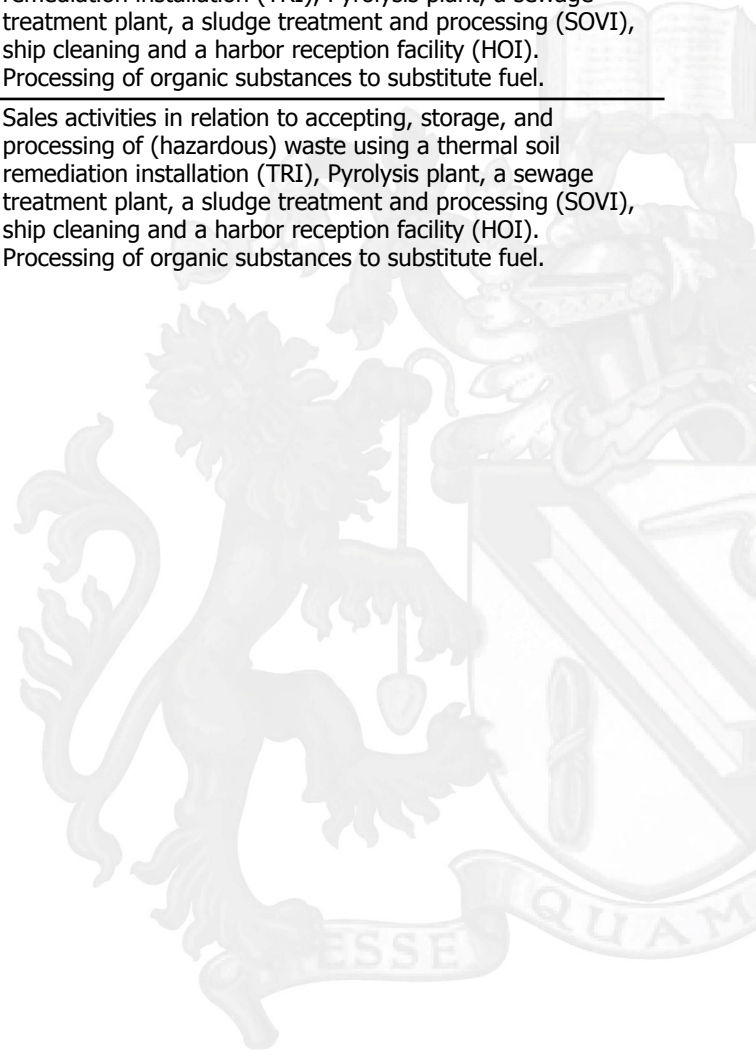 remediation installation (TRI), Pyrolysis plant, a sewage
treatment plant, a sludge treatment and processing (SOVI),
ship cleaning and a harbor reception facility (HOI).
Processing of organic substances to substitute fuel.
Sales activities in relation to accepting, storage, and
processing of (hazardous) waste using a thermal soil
remediation installation (TRI), Pyrolysis plant, a sewage
treatment plant, a sludge treatment and processing (SOVI),
ship cleaning and a harbor reception facility (HOI).
Processing of organic substances to substitute fuel.
ESSE QUAM